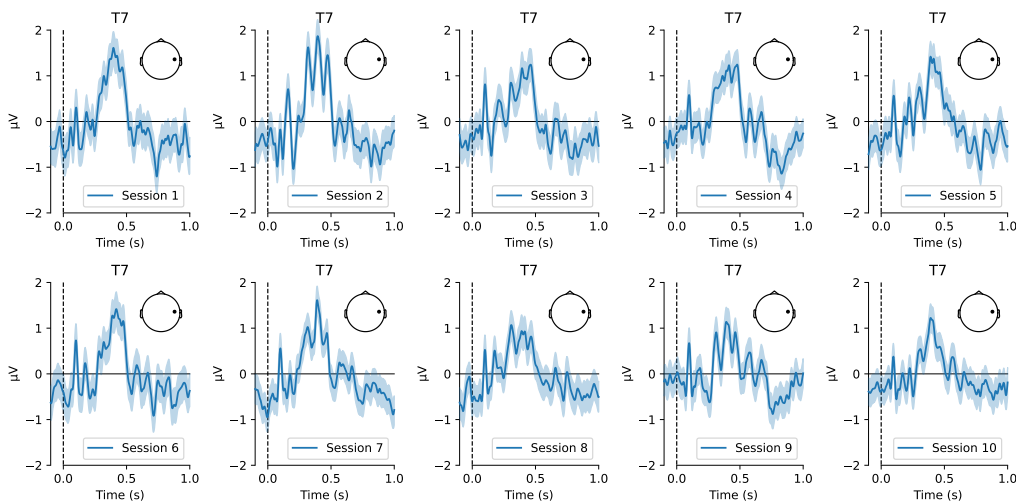 T7 T7 T7 T7 T7
2 2 2 2 2
1 1 1 1 1
0 0 0 0 0
−1 −1 −1 −1 −1
−2 −2 −2 −2 −2
µV µV µV µV µV
Session 1 Session 2 Session 3 Session 4 Session 5
0.0 0.5 1.0 0.0 0.5 1.0 0.0 0.5 1.0 0.0 0.5 1.0 0.0 0.5 1.0
Time (s) Time (s) Time (s) Time (s) Time (s)
T7 T7 T7 T7 T7
2 2 2 2 2
1 1 1 1 1
0 0 0 0 0
−1 −1 −1 −1 −1
−2 −2 −2 −2 −2
µV µV µV µV µV
Session 6 Session 7 Session 8 Session 9 Session 10
0.0 0.5 1.0 0.0 0.5 1.0 0.0 0.5 1.0 0.0 0.5 1.0 0.0 0.5 1.0
Time (s) Time (s) Time (s) Time (s) Time (s)